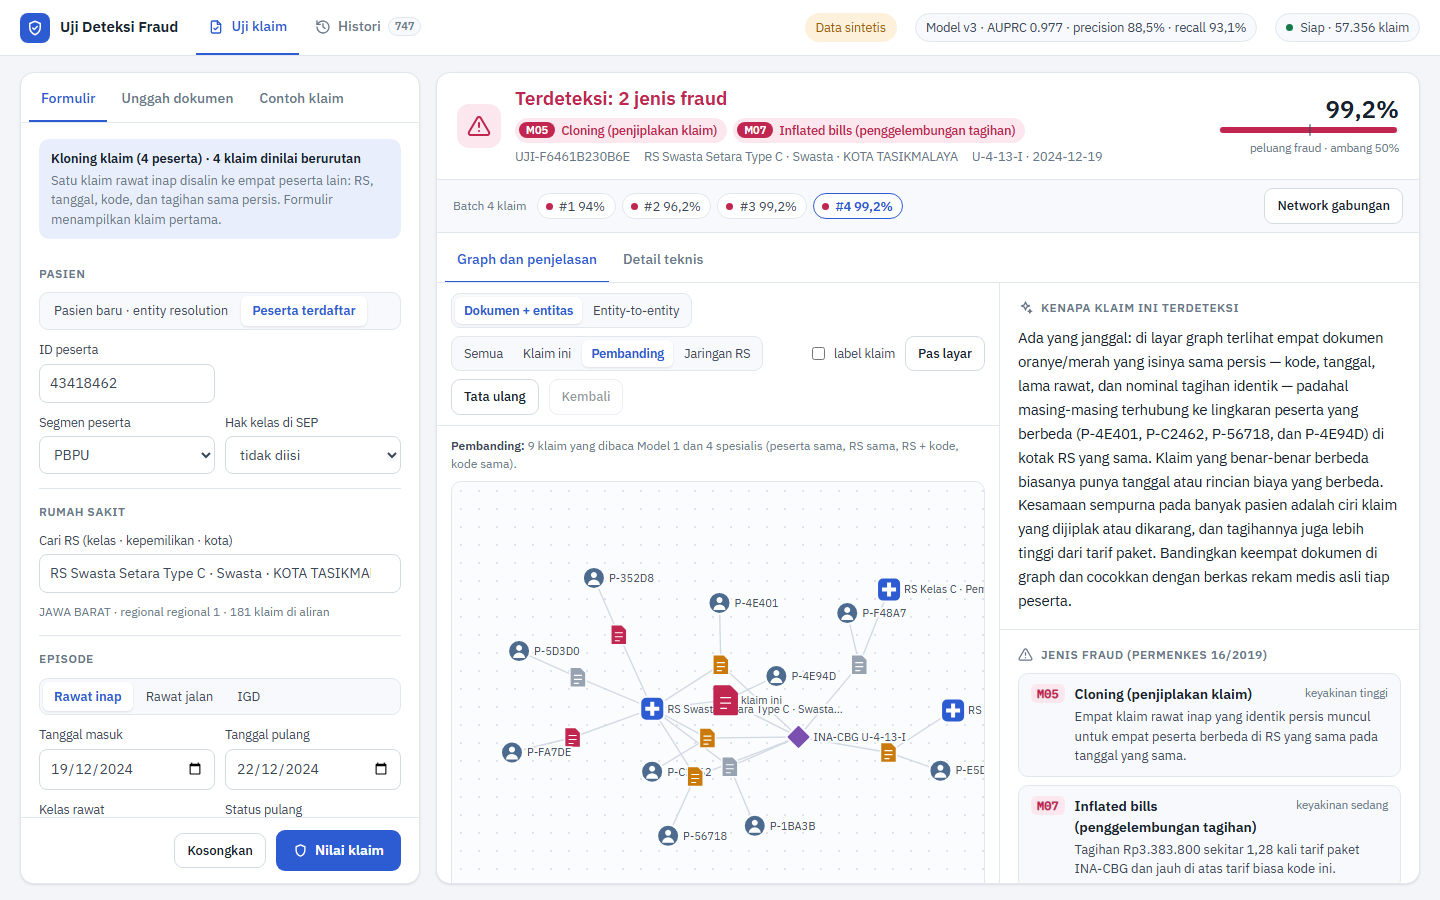 Uji Deteksi Fraud
Uji klaim
Histori 747
Data sintetis
Model v3 · AUPRC 0.977 · precision 88,5% · recall 93,1%
Siap · 57.356 klaim
Formulir
Unggah dokumen
Contoh klaim
Kloning klaim (4 peserta) · 4 klaim dinilai berurutan
Satu klaim rawat inap disalin ke empat peserta lain: RS,
tanggal, kode, dan tagihan sama persis. Formulir
menampilkan klaim pertama.
PASIEN
Pasien baru · entity resolution
Peserta terdaftar
ID peserta
43418462
Segmen peserta
Hak kelas di SEP
PBPU
tidak diisi
RUMAH SAKIT
Cari RS (kelas · kepemilikan · kota)
RS Swasta Setara Type C · Swasta · KOTA TASIKMAL
JAWA BARAT · regional regional 1 · 181 klaim di aliran
EPISODE
Rawat inap
Rawat jalan
IGD
Tanggal masuk
Tanggal pulang
19/12/2024
22/12/2024
Kelas rawat
Status pulang
Kosongkan
Nilai klaim
Terdeteksi: 2 jenis fraud
M05 Cloning (penjiplakan klaim)
M07 Inflated bills (penggelembungan tagihan)
UJI-F6461B230B6E RS Swasta Setara Type C · Swasta · KOTA TASIKMALAYA U-4-13-I · 2024-12-19
99,2%
peluang fraud · ambang 50%
Batch 4 klaim
#1 94%
#2 96,2%
#3 99,2%
#4 99,2%
Network gabungan
Graph dan penjelasan
Detail teknis
Dokumen + entitas
Entity-to-entity
Semua
Klaim ini
Pembanding
Jaringan RS
label klaim
Pas layar
Tata ulang
Kembali
Pembanding: 9 klaim yang dibaca Model 1 dan 4 spesialis (peserta sama, RS sama, RS + kode,
kode sama).
P-352D8
P-4E401
RS Kelas C · Pem
P-F48A7
P-5D3D0
P-4E94D
klaim ini
RS Swasta Setara Type C · Swasta...
RS
INA-CBG U-4-13-I
P-FA7DE
P-C2462
P-E5D
P-1BA3B
P-56718
KENAPA KLAIM INI TERDETEKSI
Ada yang janggal: di layar graph terlihat empat dokumen
oranye/merah yang isinya sama persis — kode, tanggal,
lama rawat, dan nominal tagihan identik — padahal
masing-masing terhubung ke lingkaran peserta yang
berbeda (P-4E401, P-C2462, P-56718, dan P-4E94D) di
kotak RS yang sama. Klaim yang benar-benar berbeda
biasanya punya tanggal atau rincian biaya yang berbeda.
Kesamaan sempurna pada banyak pasien adalah ciri klaim
yang dijiplak atau dikarang, dan tagihannya juga lebih
tinggi dari tarif paket. Bandingkan keempat dokumen di
graph dan cocokkan dengan berkas rekam medis asli tiap
peserta.
JENIS FRAUD (PERMENKES 16/2019)
M05 Cloning (penjiplakan klaim) keyakinan tinggi
Empat klaim rawat inap yang identik persis muncul
untuk empat peserta berbeda di RS yang sama pada
tanggal yang sama.
M07 Inflated bills keyakinan sedang
(penggelembungan tagihan)
Tagihan Rp3.383.800 sekitar 1,28 kali tarif paket
INA-CBG dan jauh di atas tarif biasa kode ini.